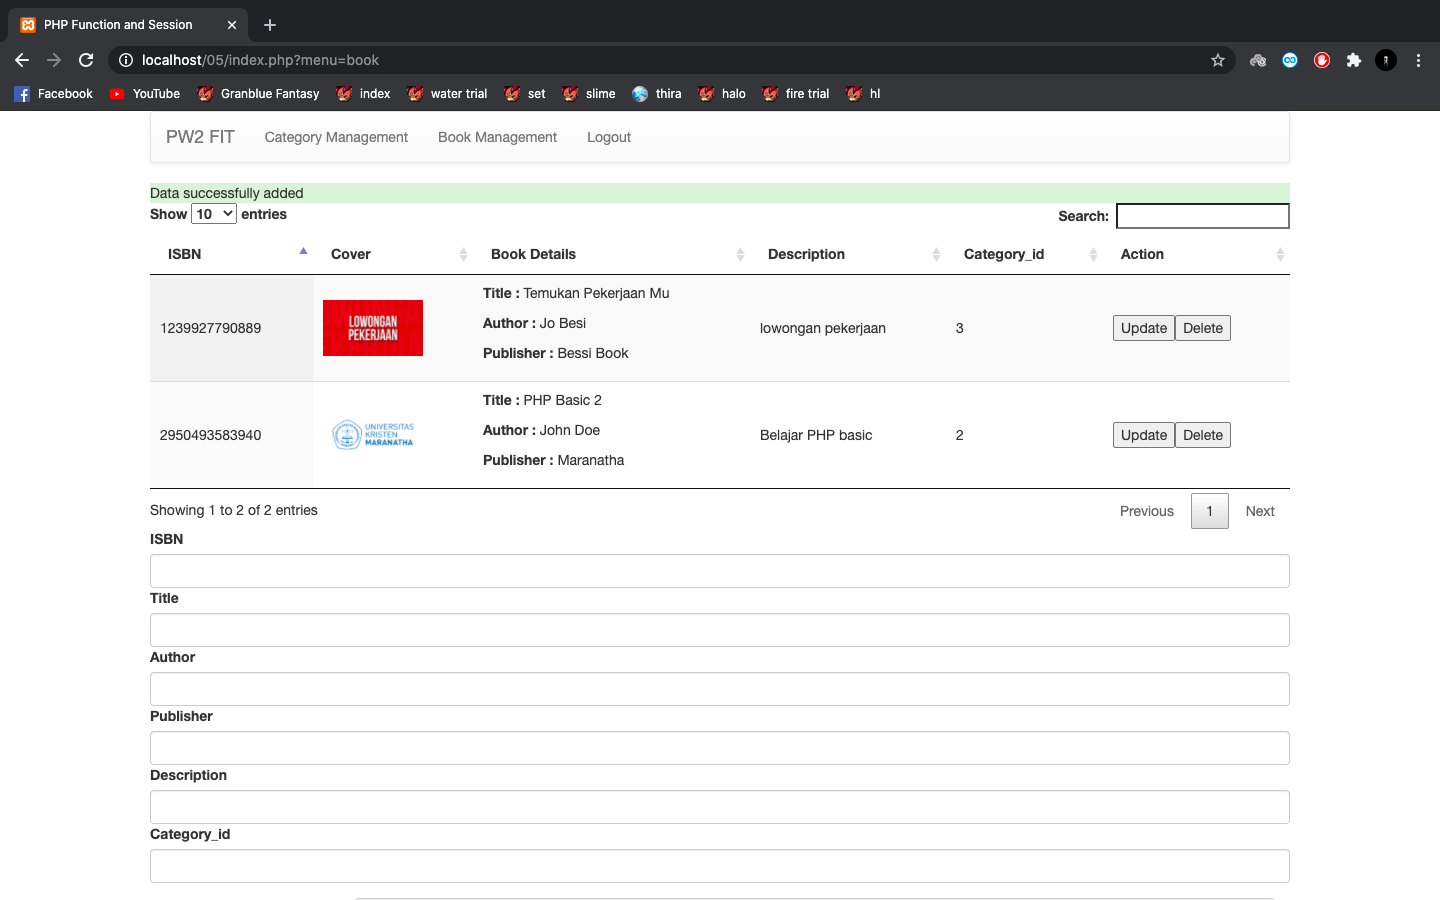 PHP Function and Session
localhost/05/index.php?menu=book
Facebook YouTube Granblue Fantasy index water trial set slime thira halo fire trial hl
PW2 FIT Category Management Book Management Logout
Data successfully added
Show 10 entries Search:
ISBN Cover Book Details Description Category_id Action
1239927790889
LOWONGAN
PEKERJAAN
Title : Temukan Pekerjaan Mu
Author : Jo Besi
Publisher : Bessi Book
lowongan pekerjaan 3 Update Delete
2950493583940
UNIVERSITAS
KRISTEN
MARANATHA
Title : PHP Basic 2
Author : John Doe
Publisher : Maranatha
Belajar PHP basic 2 Update Delete
Showing 1 to 2 of 2 entries Previous 1 Next
ISBN
Title
Author
Publisher
Description
Category_id